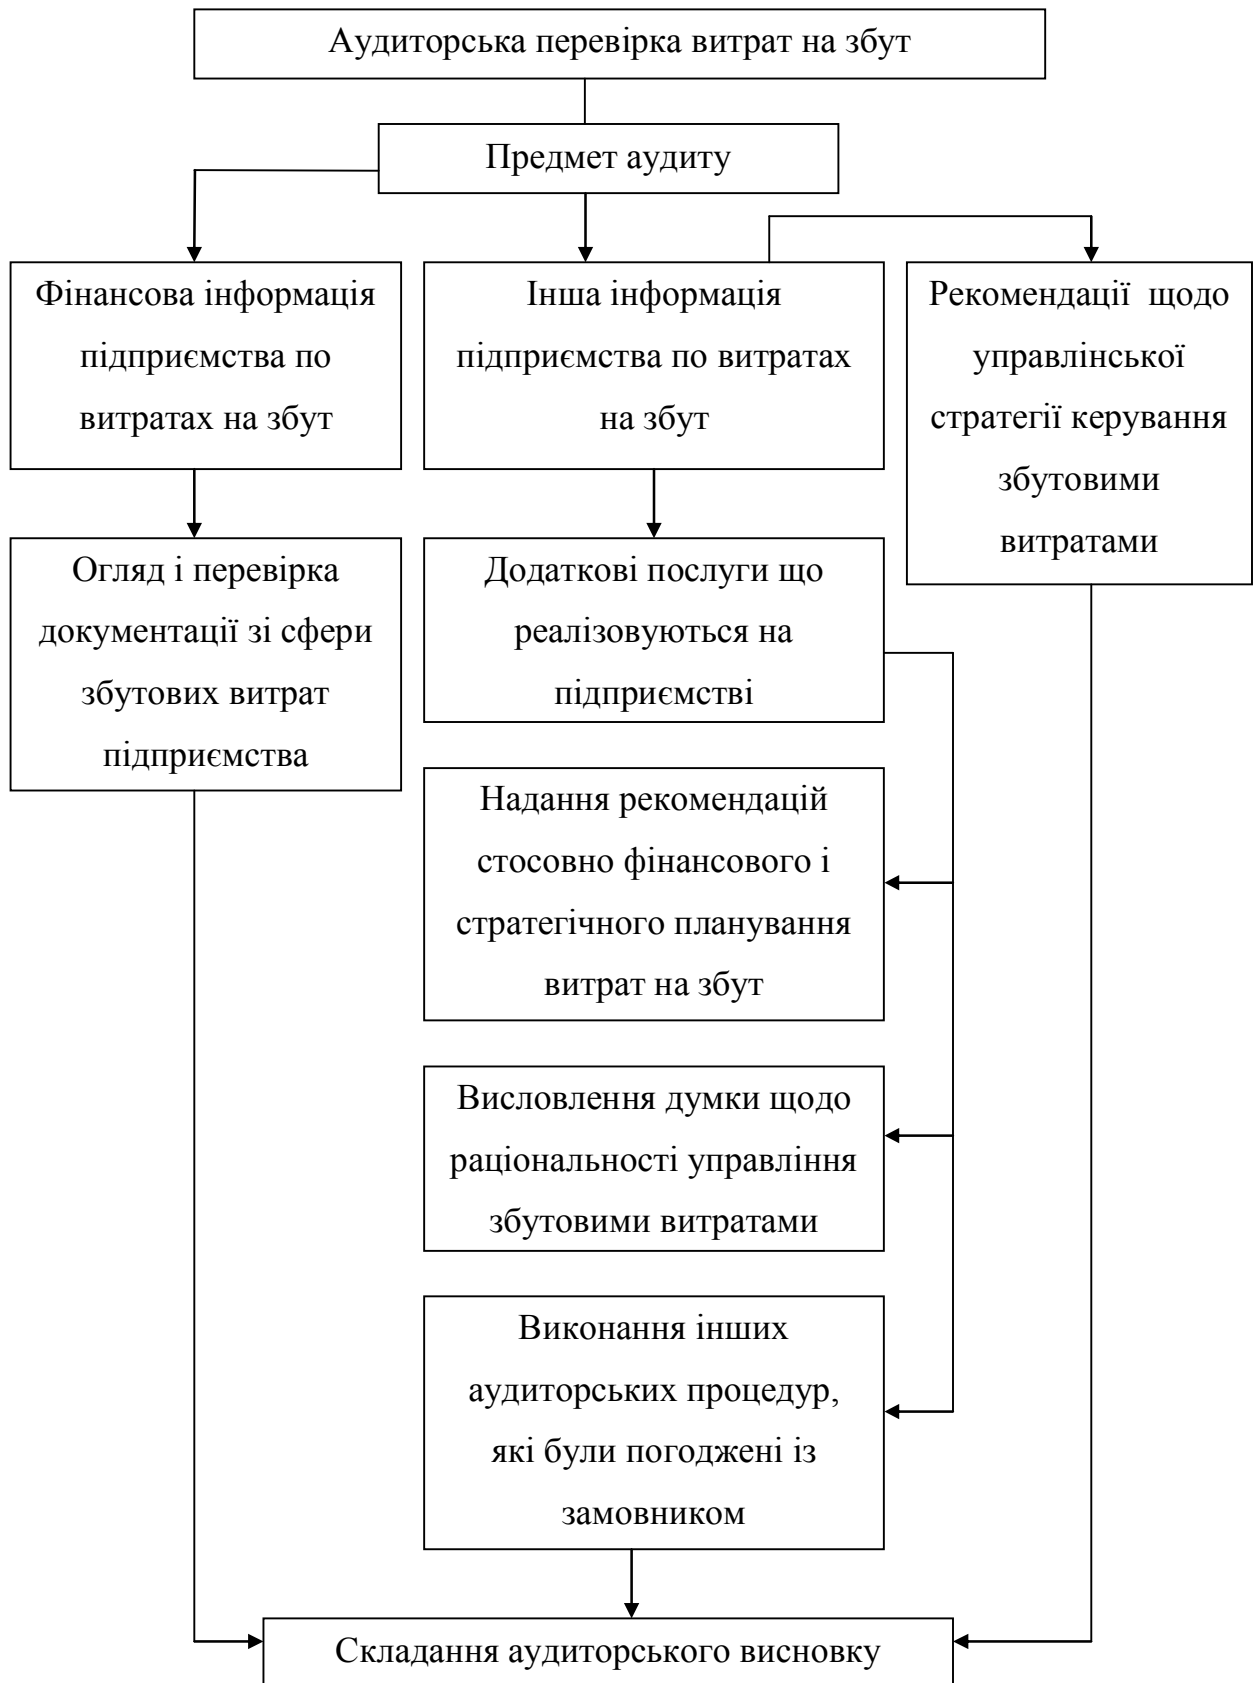 Аудиторська перевірка витрат на збут
Предмет аудиту
Фінансова інформація
підприємства по
витратах на збут
Інша інформація
підприємства по витратах
на збут
Рекомендації щодо
управлінської
стратегії керування
збутовими
витратами
Огляд і перевірка
документації зі сфери
збутових витрат
підприємства
Додаткові послуги що
реалізовуються на
підприємстві
Надання рекомендацій
стосовно фінансового і
стратегічного планування
витрат на збут
Висловлення думки щодо
раціональності управління
збутовими витратами
Виконання інших
аудиторських процедур,
які були погоджені із
замовником
Складання аудиторського висновку